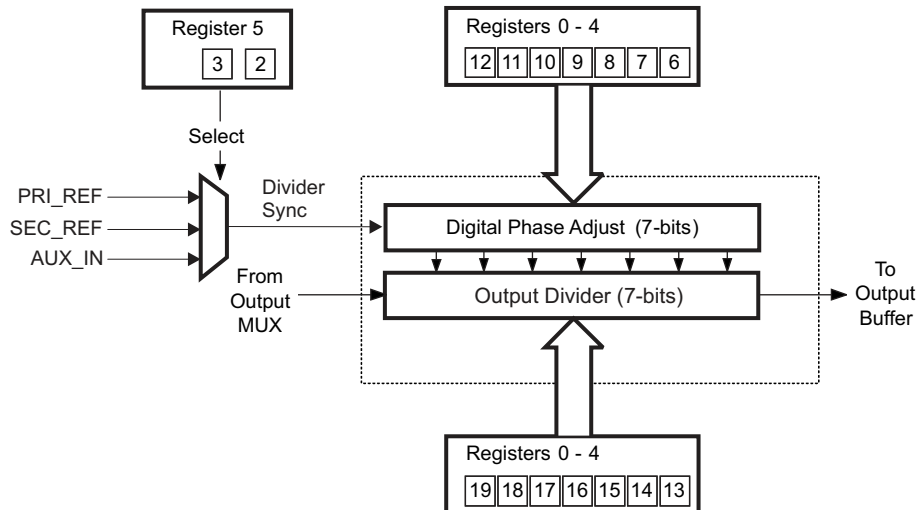 Register 5
3 2
Select
Registers 0 - 4
12 11 10 9 8 7 6
PRI_REF
SEC_REF
AUX_IN
Divider
Sync
Digital Phase Adjust (7-bits)
From
Output
MUX
Output Divider (7-bits)
To
Output
Buffer
Registers 0 - 4
19 18 17 16 15 14 13